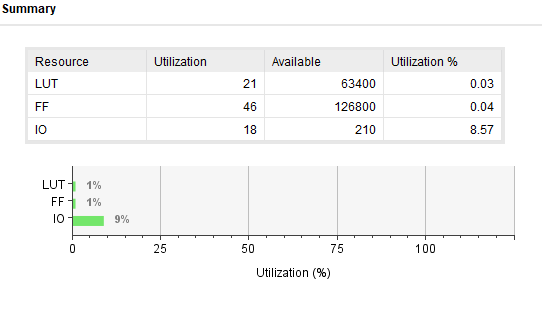 Summary
Resource Utilization Available Utilization %
LUT 21 63400 0.03
FF 46 126800 0.04
IO 18 210 8.57
LUT 1%
FF 1%
IO 9%
0 25 50 75 100
Utilization (%)